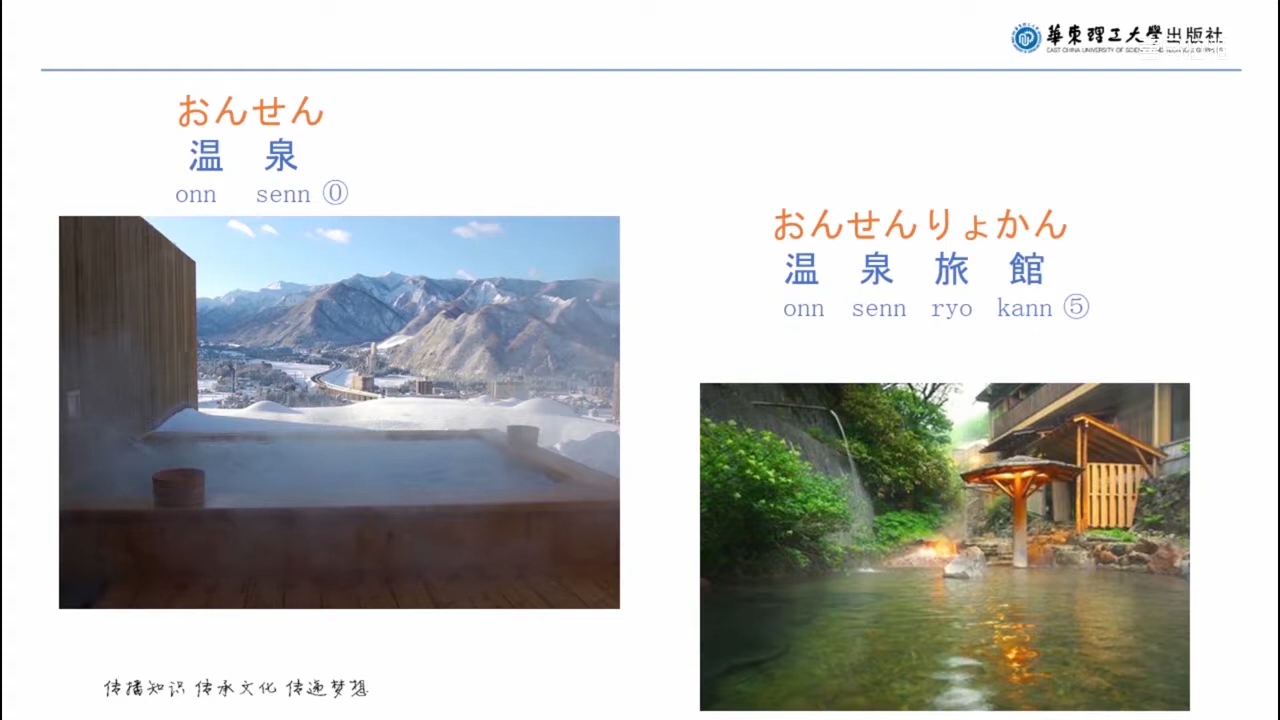 華東理工大學出版社
おんせん
温 泉
onn senn ⓪
おんせんりょかん
温 泉 旅 館
onn senn ryo kann ⑤
传播知识 传承文化 传递梦想